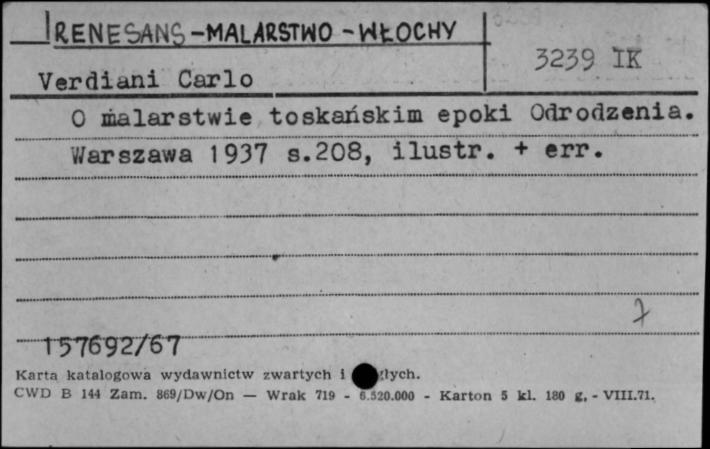 RENESANS-MALARSTWO-WŁOCHY
3239 IK
Verdiani Carlo
O malarstwie toskańskim epoki Odrodzenia.
Warszawa 1937 s.208, ilustr. + err.
7
157692/67
Karta katalogowa wydawnictw zwartych i głych.
CWD B 144 Zam. 869/Dw/On — Wrak 719 - 6.520.000 - Karton 5 kl. 180 g. - VIII.71.